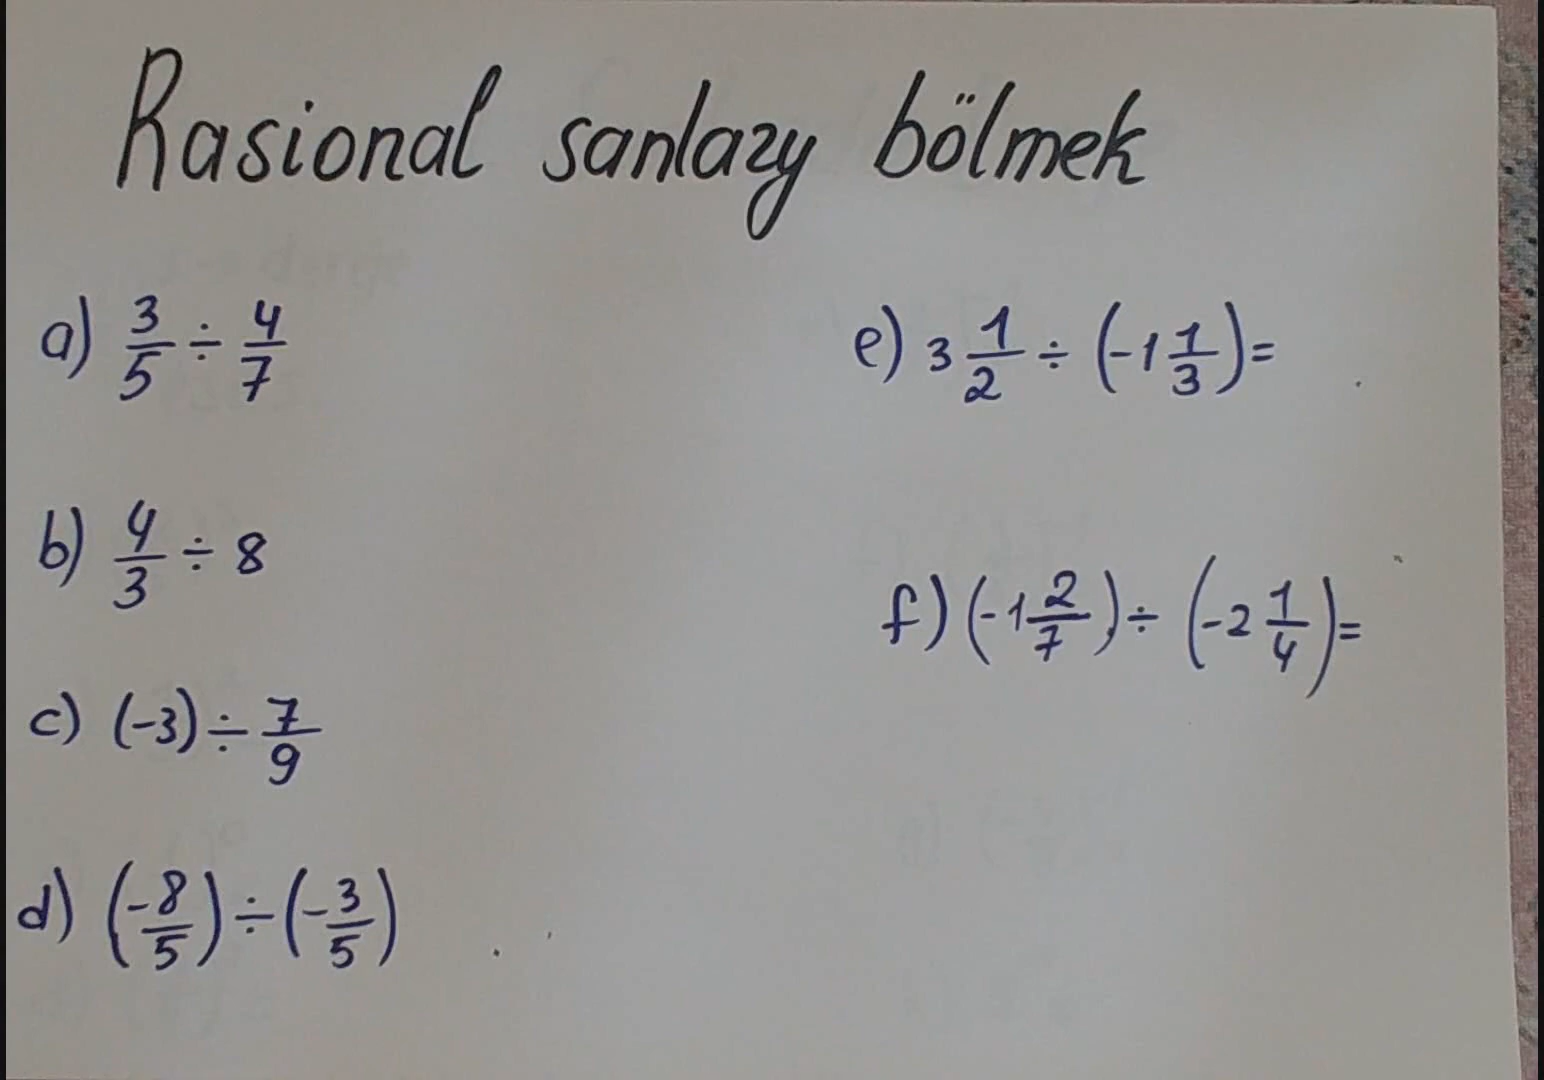 Rasional sanlary bölmek
a) 3/5 ÷ 4/7
b) 4/3 ÷ 8
c) (-3) ÷ 7/9
d) (-8/5) ÷ (-3/5)
e) 3 1/2 ÷ (-1 1/3) =
f) (-1 2/7) ÷ (-2 1/4) =